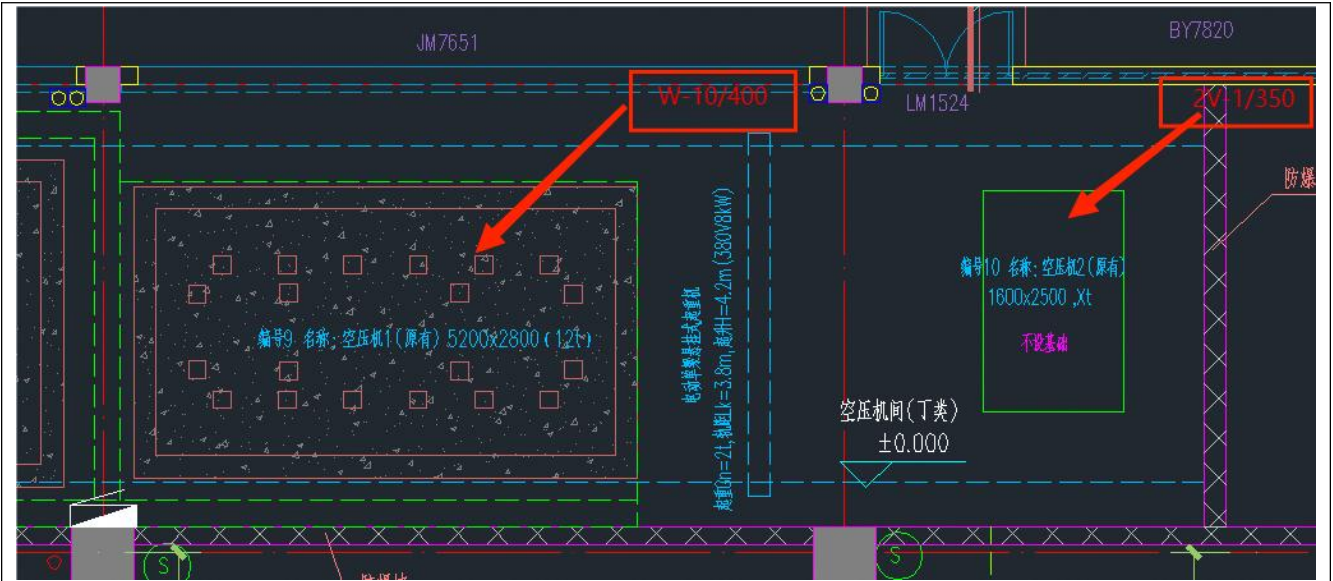 JM7651
BY7820
W-10/400
LM1524
2V-1/350
防爆
编号9 名称:空压机1(原有) 5200x2800(12t)
电动单梁悬挂式起重机
起重Gn=2t,轨距Lk=3.8m,起升H=4.2m(380V8kW)
编号10 名称:空压机2(原有)
1600x2500 ,Xt
不设基础
空压机间(丁类)
±0.000
S
S